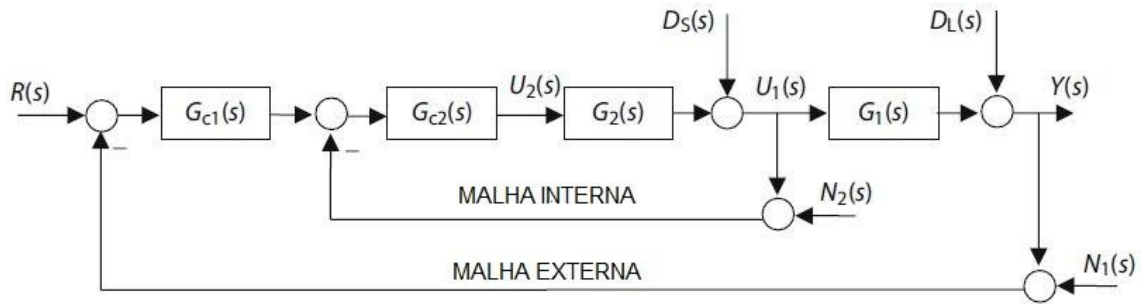 D_S(s)
D_L(s)
R(s)
G_c1(s)
G_c2(s)
U_2(s)
G_2(s)
U_1(s)
G_1(s)
Y(s)
–
–
MALHA INTERNA
N_2(s)
MALHA EXTERNA
N_1(s)